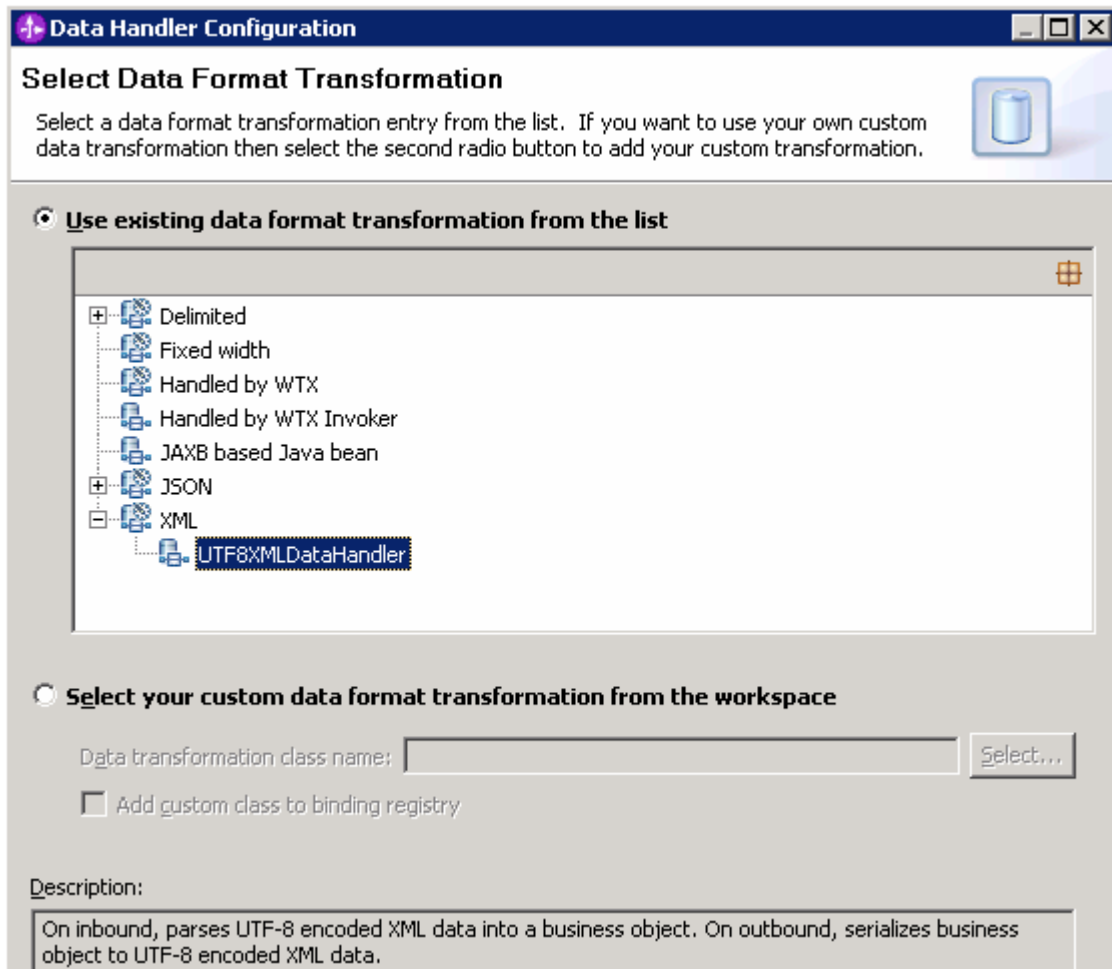 Data Handler Configuration
Select Data Format Transformation
Select a data format transformation entry from the list. If you want to use your own custom
data transformation then select the second radio button to add your custom transformation.
Use existing data format transformation from the list
Delimited
Fixed width
Handled by WTX
Handled by WTX Invoker
JAXB based Java bean
JSON
XML
UTF8XMLDataHandler
Select your custom data format transformation from the workspace
Data transformation class name:
Select...
Add custom class to binding registry
Description:
On inbound, parses UTF-8 encoded XML data into a business object. On outbound, serializes business
object to UTF-8 encoded XML data.